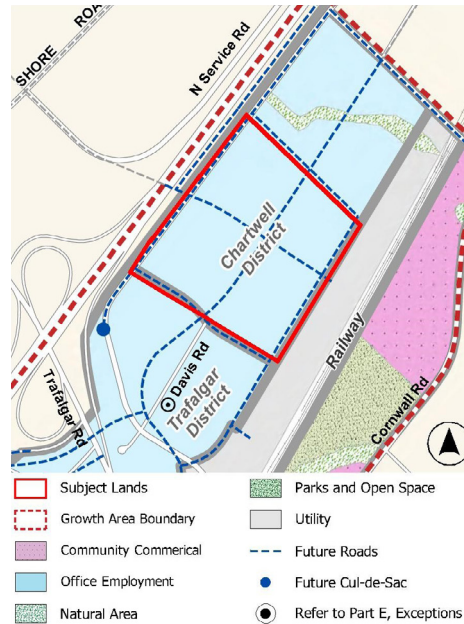 SHORE ROA
N Service Rd
Chartwell
District
Davis Rd
Trafalgar
District
Trafalgar Rd
Railway
Cornwall Rd
Subject Lands
Growth Area Boundary
Community Commerical
Office Employment
Natural Area
Parks and Open Space
Utility
Future Roads
Future Cul-de-Sac
Refer to Part E, Exceptions